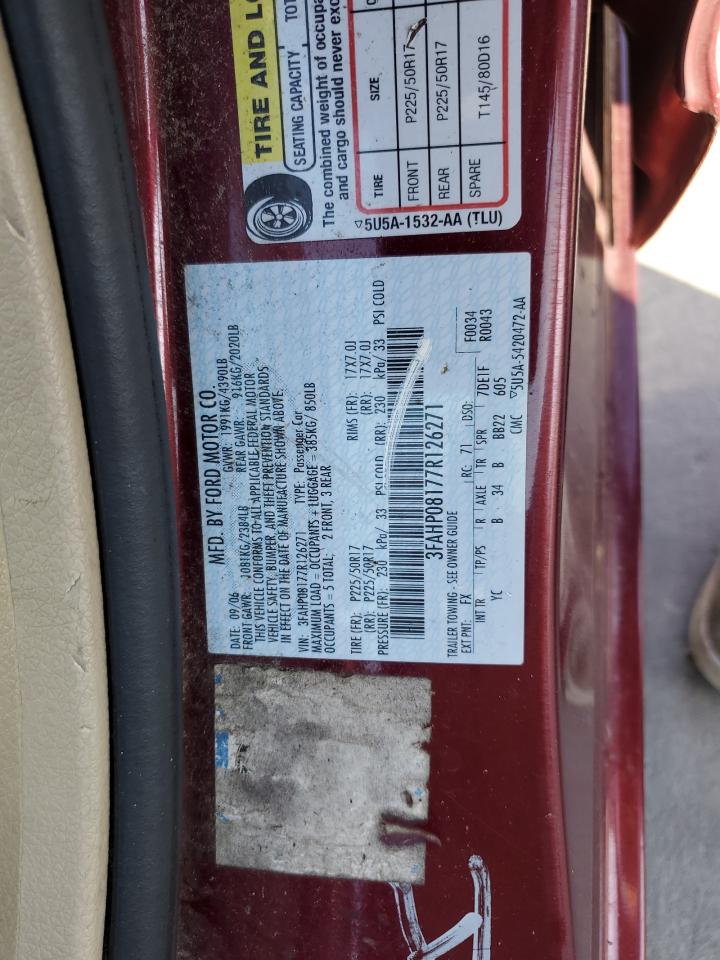 MFD. BY FORD MOTOR CO.
DATE: 09/06 GVWR: 1991KG/4390LB
FRONT GAWR: 1081KG/2384LB REAR GAWR: 916KG/2020LB
THIS VEHICLE CONFORMS TO ALL APPLICABLE FEDERAL MOTOR
VEHICLE SAFETY, BUMPER, AND THEFT PREVENTION STANDARDS
IN EFFECT ON THE DATE OF MANUFACTURE SHOWN ABOVE.
VIN: 3FAHP08177R126271 TYPE: Passenger Car
MAXIMUM LOAD = OCCUPANTS + LUGGAGE = 385KG/ 850LB
OCCUPANTS = 5 TOTAL: 2 FRONT, 3 REAR
TIRE (FR): P225/50R17 RIMS (FR): 17X7.0J
(RR): P225/50R17 (RR): 17X7.0J
PRESSURE (FR): 230 kPa/ 33 PSI COLD (RR): 230 kPa/ 33 PSI COLD
3FAHP08177R126271
TRAILER TOWING - SEE OWNER GUIDE F0034
EXT PNT: FX RC: 71 DSO: R0043
INT TR TP/PS R AXLE TR SPR 7DE1F
YC B 34 B BB22 605
CMC ▽5U5A-5420472-AA
TIRE AND LO
SEATING CAPACITY TOT
The combined weight of occupa
and cargo should never exc
TIRE SIZE
FRONT P225/50R17
REAR P225/50R17
SPARE T145/80D16
▽5U5A-1532-AA (TLU)